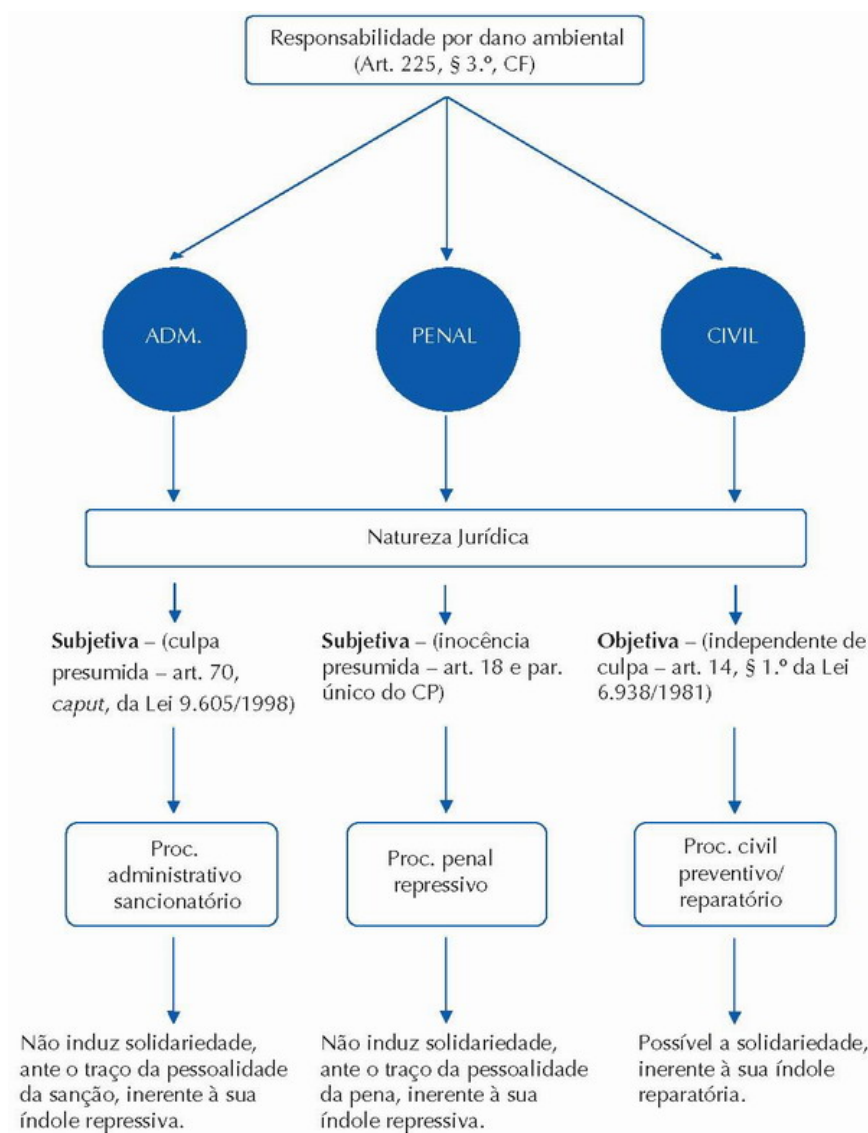 Responsabilidade por dano ambiental
(Art. 225, § 3.º, CF)
ADM.
PENAL
CIVIL
Natureza Jurídica
Subjetiva – (culpa
presumida – art. 70,
caput, da Lei 9.605/1998)
Subjetiva – (inocência
presumida – art. 18 e par.
único do CP)
Objetiva – (independente de
culpa – art. 14, § 1.º da Lei
6.938/1981)
Proc.
administrativo
sancionatório
Proc. penal
repressivo
Proc. civil
preventivo/
reparatório
Não induz solidariedade,
ante o traço da pessoalidade
da sanção, inerente à sua
índole repressiva.
Não induz solidariedade,
ante o traço da pessoalidade
da pena, inerente à sua
índole repressiva.
Possível a solidariedade,
inerente à sua índole
reparatória.